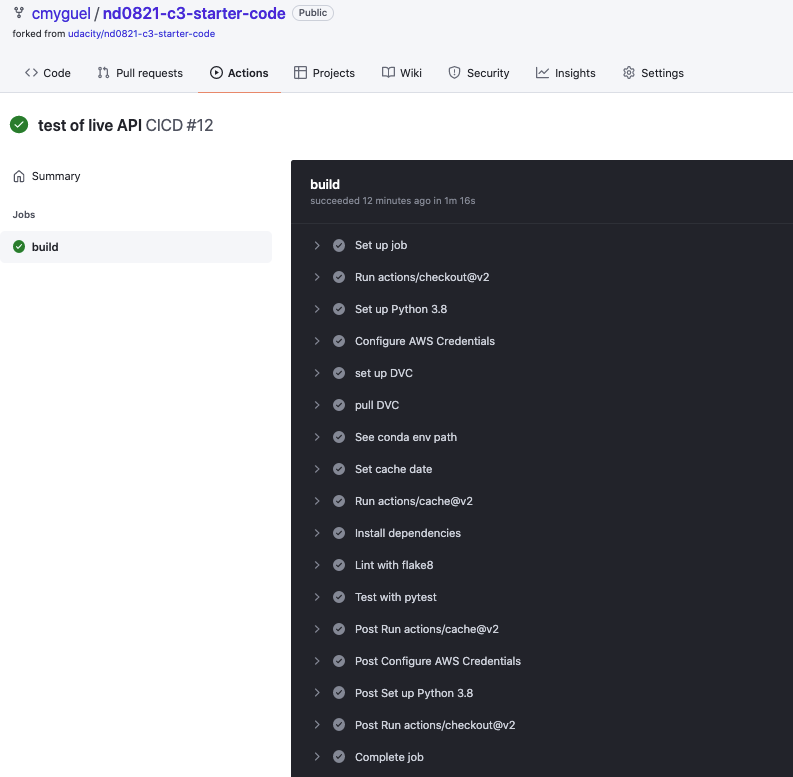 cmyguel / nd0821-c3-starter-code Public
forked from udacity/nd0821-c3-starter-code
Code Pull requests Actions Projects Wiki Security Insights Settings
test of live API CICD #12
Summary
Jobs
build
build
succeeded 12 minutes ago in 1m 16s
Set up job
Run actions/checkout@v2
Set up Python 3.8
Configure AWS Credentials
set up DVC
pull DVC
See conda env path
Set cache date
Run actions/cache@v2
Install dependencies
Lint with flake8
Test with pytest
Post Run actions/cache@v2
Post Configure AWS Credentials
Post Set up Python 3.8
Post Run actions/checkout@v2
Complete job